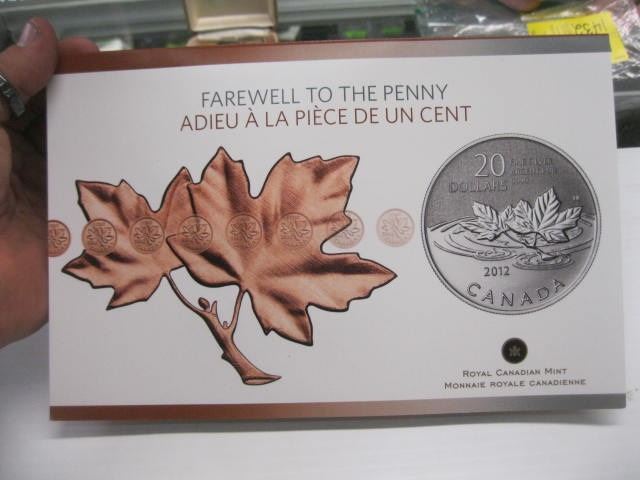 FAREWELL TO THE PENNY
ADIEU À LA PIÈCE DE UN CENT
20
DOLLARS
2012
CANADA
ROYAL CANADIAN MINT
MONNAIE ROYALE CANADIENNE